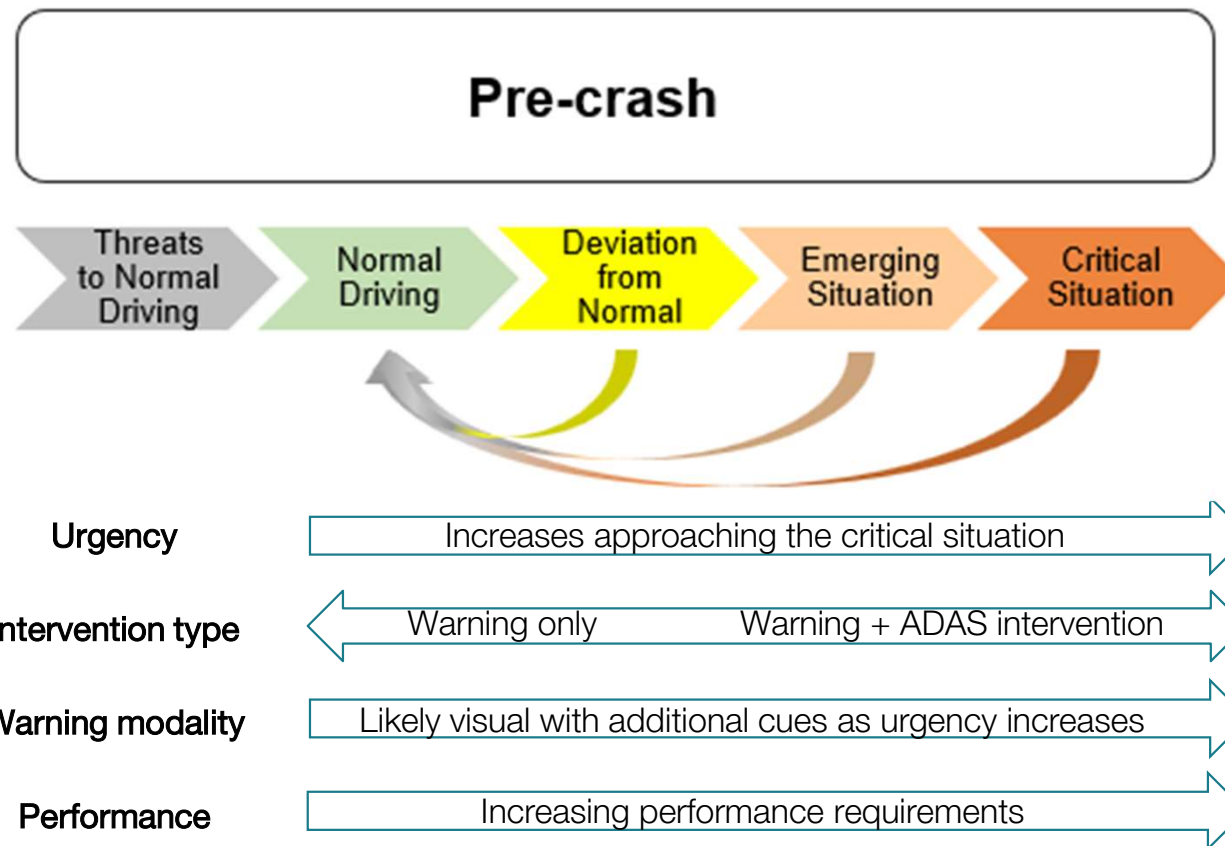 Pre-crash
Threats
to Normal
Driving
Normal
Driving
Deviation
from
Normal
Emerging
Situation
Critical
Situation
Urgency
Increases approaching the critical situation
ntervention type
Warning only
Warning + ADAS intervention
Warning modality
Likely visual with additional cues as urgency increases
Performance
Increasing performance requirements